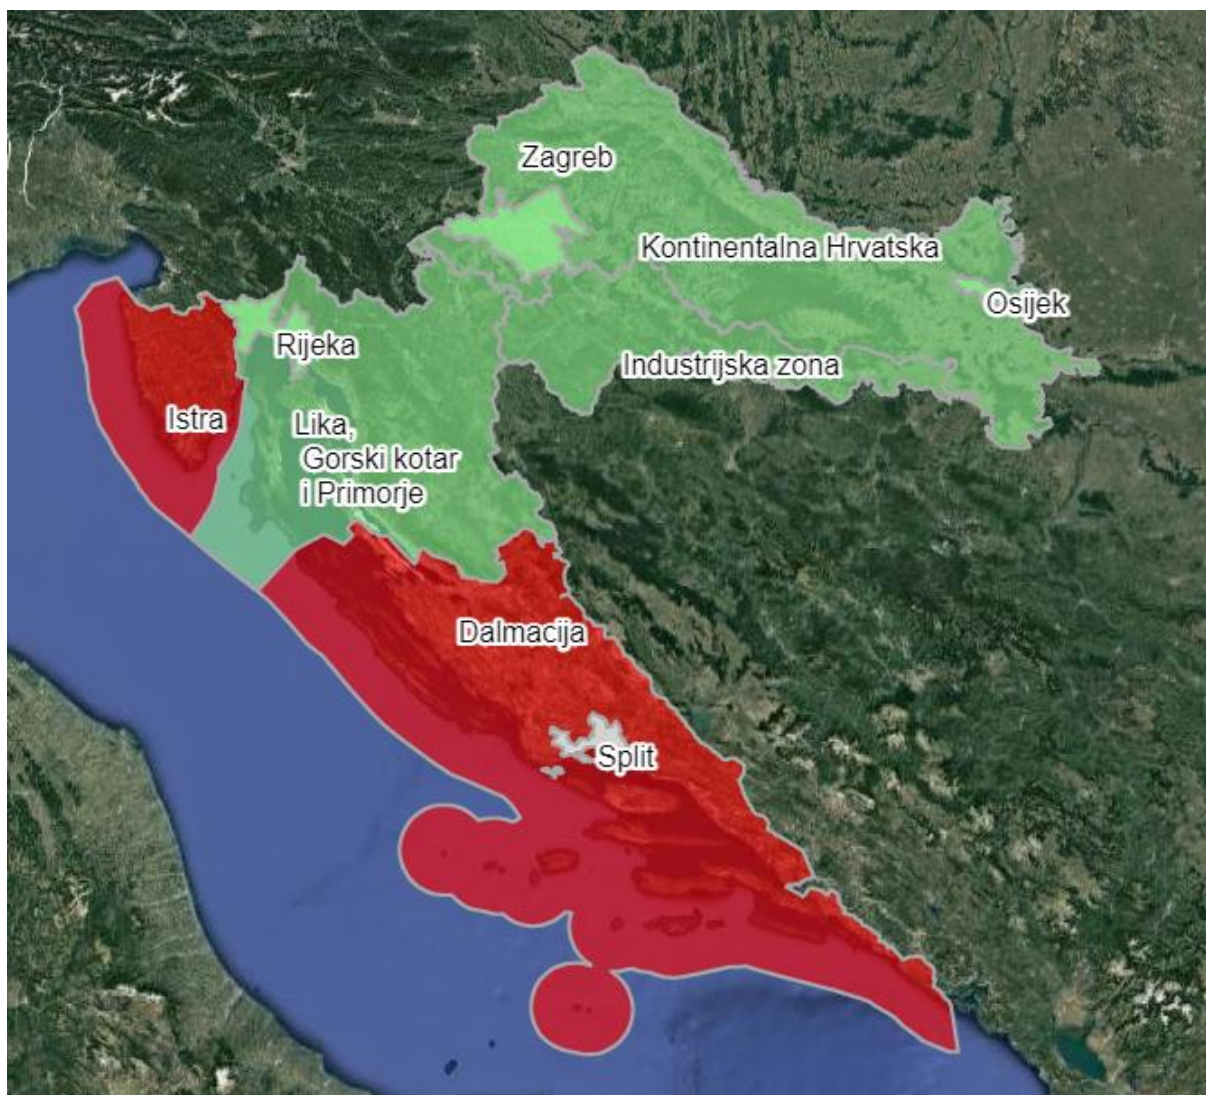 Zagreb
Kontinentalna Hrvatska
Osijek
Rijeka
Industrijska zona
Istra
Lika,
Gorski kotar
i Primorje
Dalmacija
Split